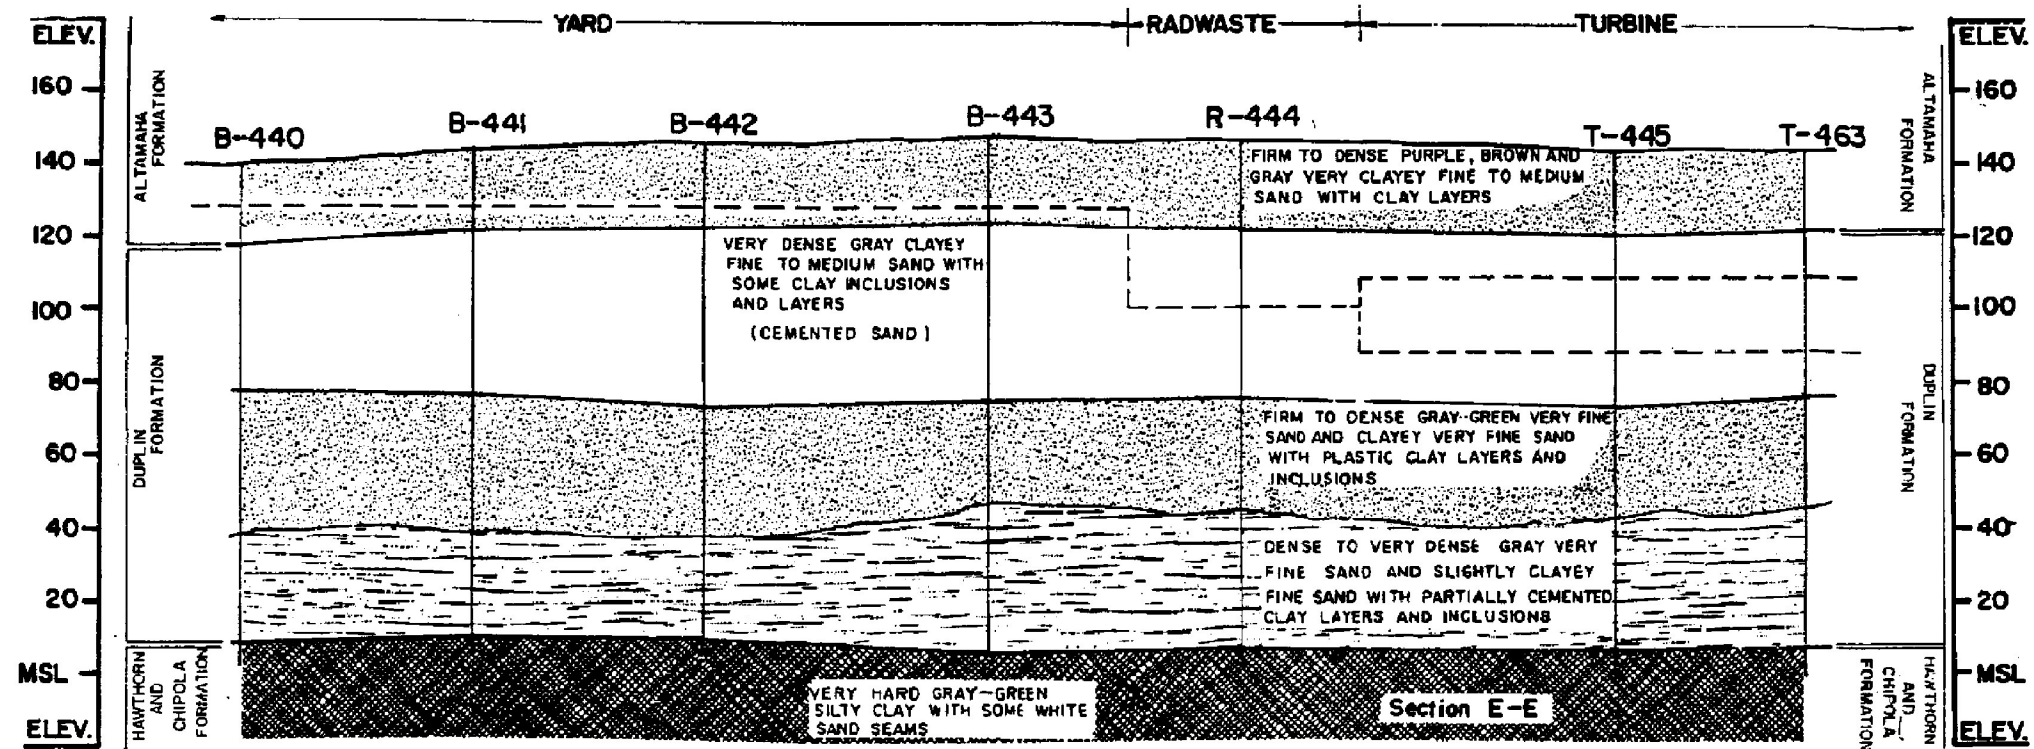 YARD RADWASTE TURBINE
ELEV.
160
140
120
100
80
60
40
20
MSL
ELEV.
ALTAMAHA
FORMATION
DUPLIN
FORMATION
HAWTHORN
AND
CHIPOLA
FORMATION
B-440 B-441 B-442 B-443 R-444 T-445 T-463
FIRM TO DENSE PURPLE, BROWN AND
GRAY VERY CLAYEY FINE TO MEDIUM
SAND WITH CLAY LAYERS
VERY DENSE GRAY CLAYEY
FINE TO MEDIUM SAND WITH
SOME CLAY INCLUSIONS
AND LAYERS
(CEMENTED SAND)
FIRM TO DENSE GRAY-GREEN VERY FINE
SAND AND CLAYEY VERY FINE SAND
WITH PLASTIC CLAY LAYERS AND
INCLUSIONS
DENSE TO VERY DENSE GRAY VERY
FINE SAND AND SLIGHTLY CLAYEY
FINE SAND WITH PARTIALLY CEMENTED
CLAY LAYERS AND INCLUSIONS
VERY HARD GRAY-GREEN
SILTY CLAY WITH SOME WHITE
SAND SEAMS
Section E-E
ALTAMAHA
FORMATION
DUPLIN
FORMATION
HAWTHORN
AND
CHIPOLA
FORMATION
ELEV.
160
140
120
100
80
60
40
20
MSL
ELEV.